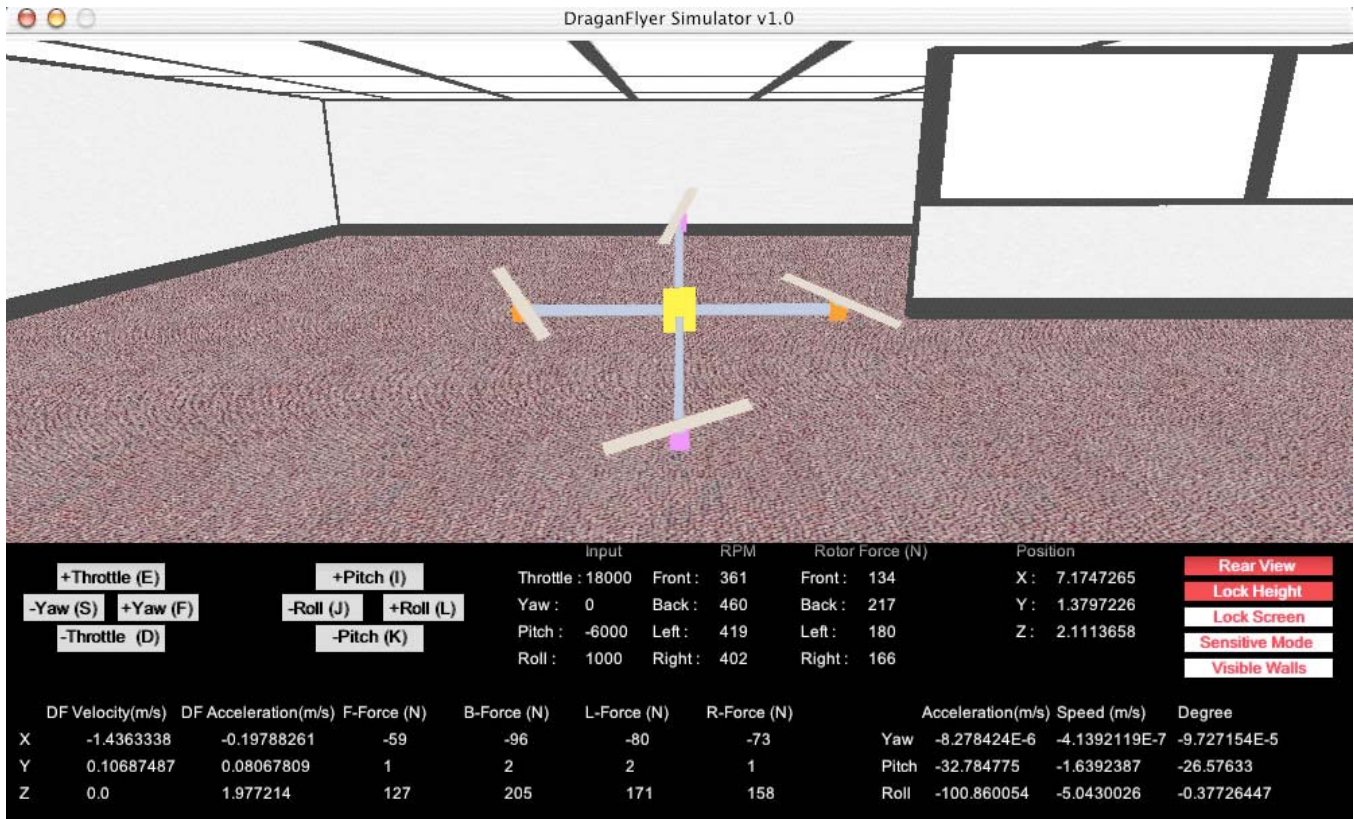 DraganFlyer Simulator v1.0
Input RPM Rotor Force (N) Position
Rear View
+Throttle (E) +Pitch (I) Throttle : 18000 Front : 361 Front : 134 X : 7.1747265
Lock Height
-Yaw (S) +Yaw (F) -Roll (J) +Roll (L) Yaw : 0 Back : 460 Back : 217 Y : 1.3797226
Lock Screen
-Throttle (D) -Pitch (K) Pitch : -6000 Left : 419 Left : 180 Z : 2.1113658
Sensitive Mode
Roll : 1000 Right : 402 Right : 166
Visible Walls
DF Velocity(m/s) DF Acceleration(m/s) F-Force (N) B-Force (N) L-Force (N) R-Force (N) Acceleration(m/s) Speed (m/s) Degree
X -1.4363338 -0.19788261 -59 -96 -80 -73 Yaw -8.278424E-6 -4.1392119E-7 -9.727154E-5
Y 0.10687487 0.08067809 1 2 2 1 Pitch -32.784775 -1.6392387 -26.57633
Z 0.0 1.977214 127 205 171 158 Roll -100.860054 -5.0430026 -0.37726447